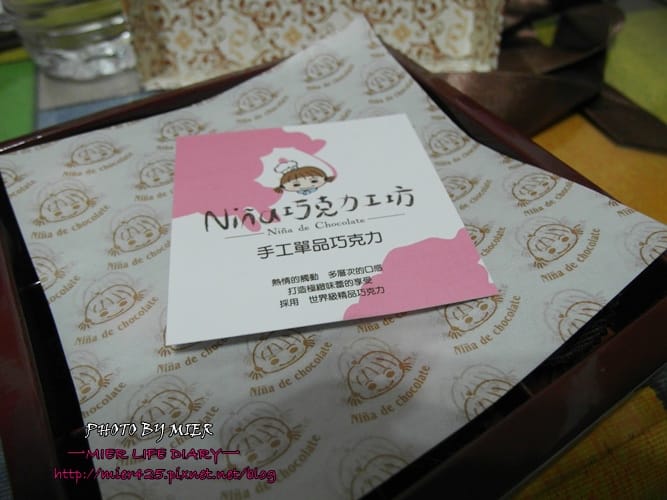 Niña巧克力工坊
Niña de Chocolate
手工單品巧克力
熱情的觸動 多層次的口感
打造極緻味蕾的享受
採用 世界級精品巧克力
Niña de chocolate
PHOTO BY MIER
MIER LIFE DIARY
http://mier425.pixnet.net/blog